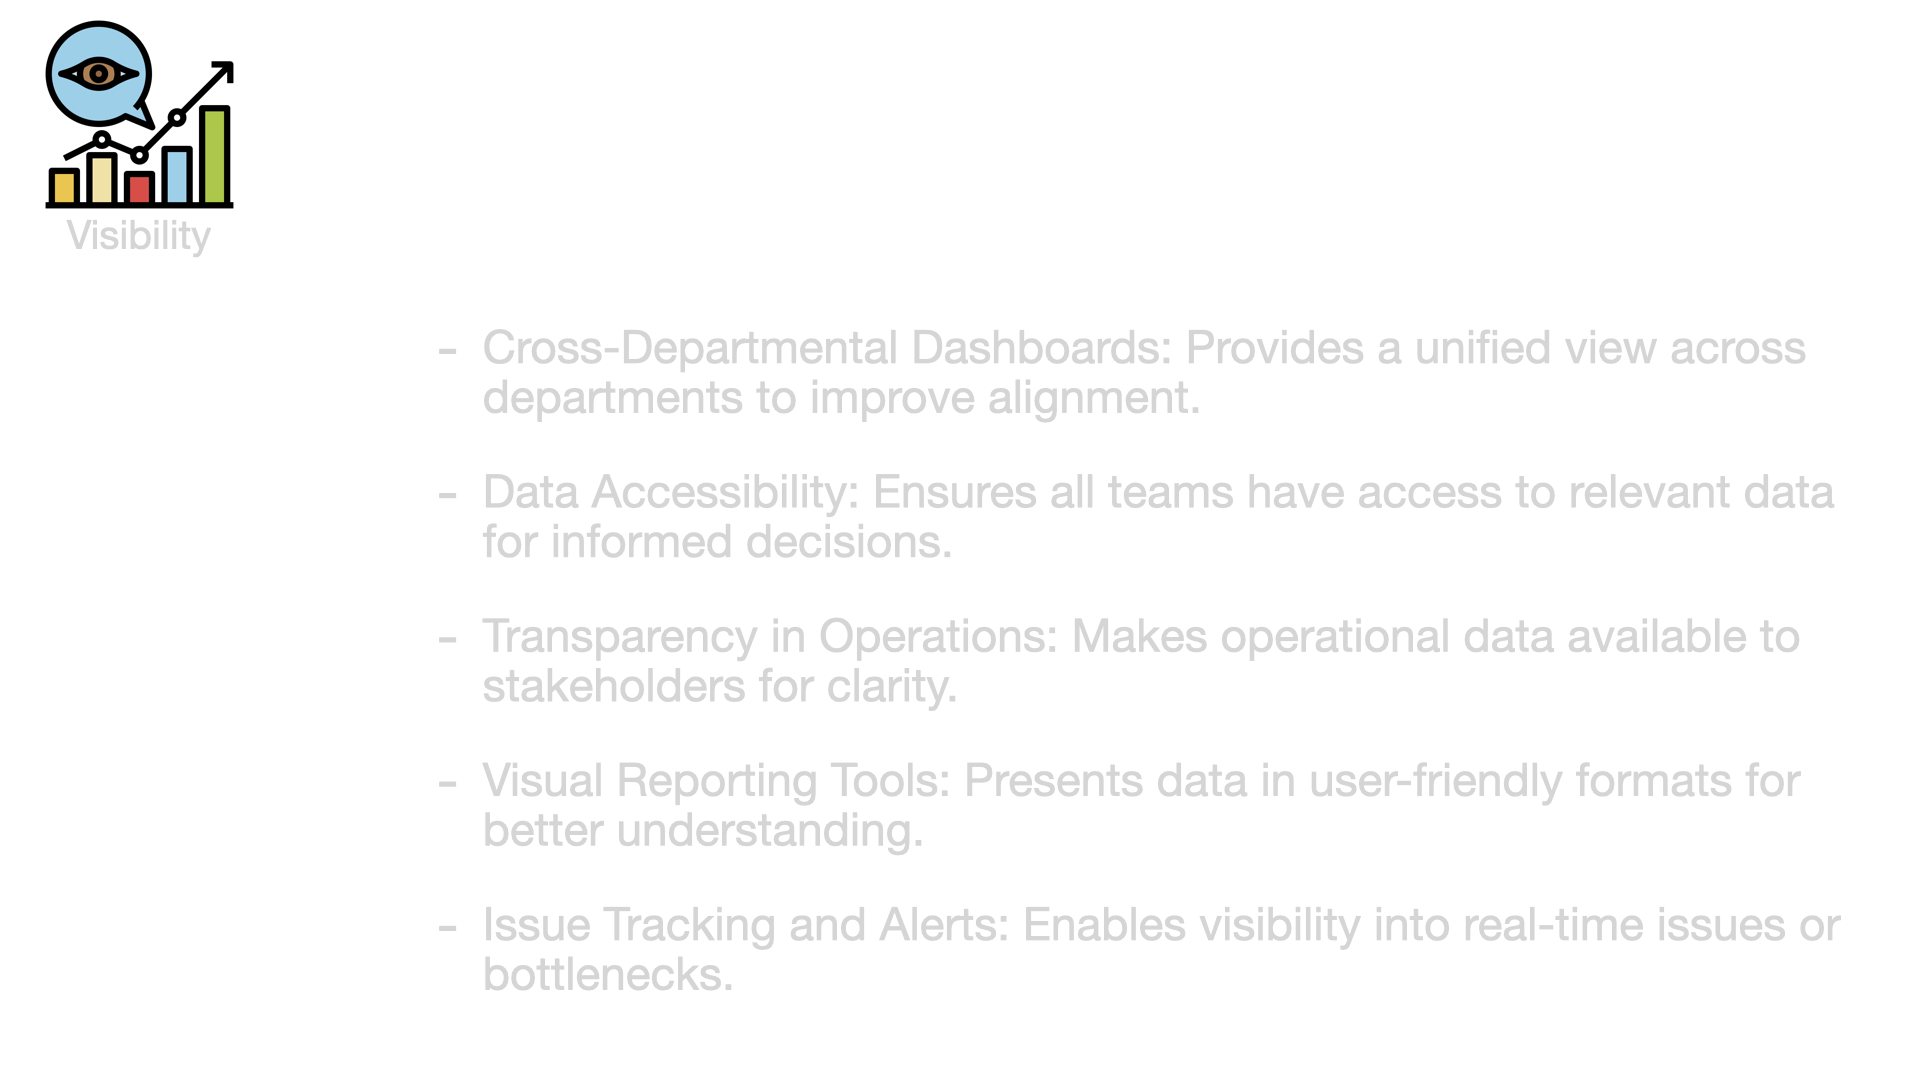 Visibility
- Cross-Departmental Dashboards: Provides a unified view across
departments to improve alignment.
- Data Accessibility: Ensures all teams have access to relevant data
for informed decisions.
- Transparency in Operations: Makes operational data available to
stakeholders for clarity.
- Visual Reporting Tools: Presents data in user-friendly formats for
better understanding.
- Issue Tracking and Alerts: Enables visibility into real-time issues or
bottlenecks.